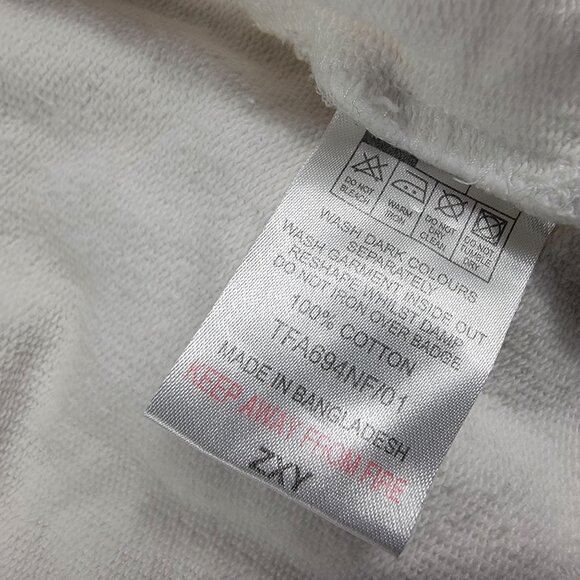 DO NOT BLEACH
WARM IRON
DO NOT DRY CLEAN
DO NOT TUMBLE DRY
WASH DARK COLOURS
SEPARATELY
WASH GARMENT INSIDE OUT
RESHAPE WHILST DAMP
DO NOT IRON OVER BADGE
100% COTTON
TFA694NF/01
MADE IN BANGLADESH
KEEP AWAY FROM FIRE
ZXY